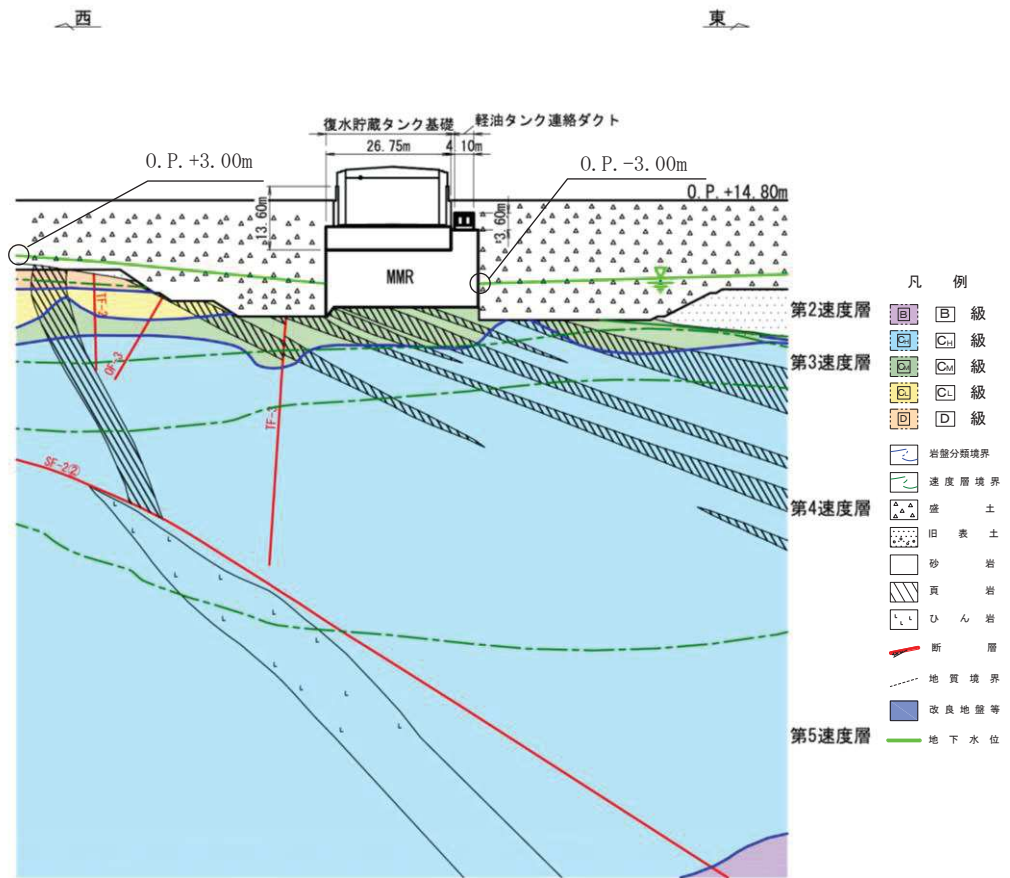 西
東
復水貯蔵タンク基礎
軽油タンク連絡ダクト
26.75m
4.10m
O.P.+3.00m
O.P.-3.00m
O.P.+14.80m
13.60m
3.60m
MMR
凡 例
第2速度層
第3速度層
第4速度層
第5速度層
TF-2
OF-3
SF-2②
B B 級
CH CH 級
CM CM 級
CL CL 級
D D 級
岩盤分類境界
速度層境界
盛土
旧表土
砂岩
頁岩
ひん岩
断層
地質境界
改良地盤等
地下水位